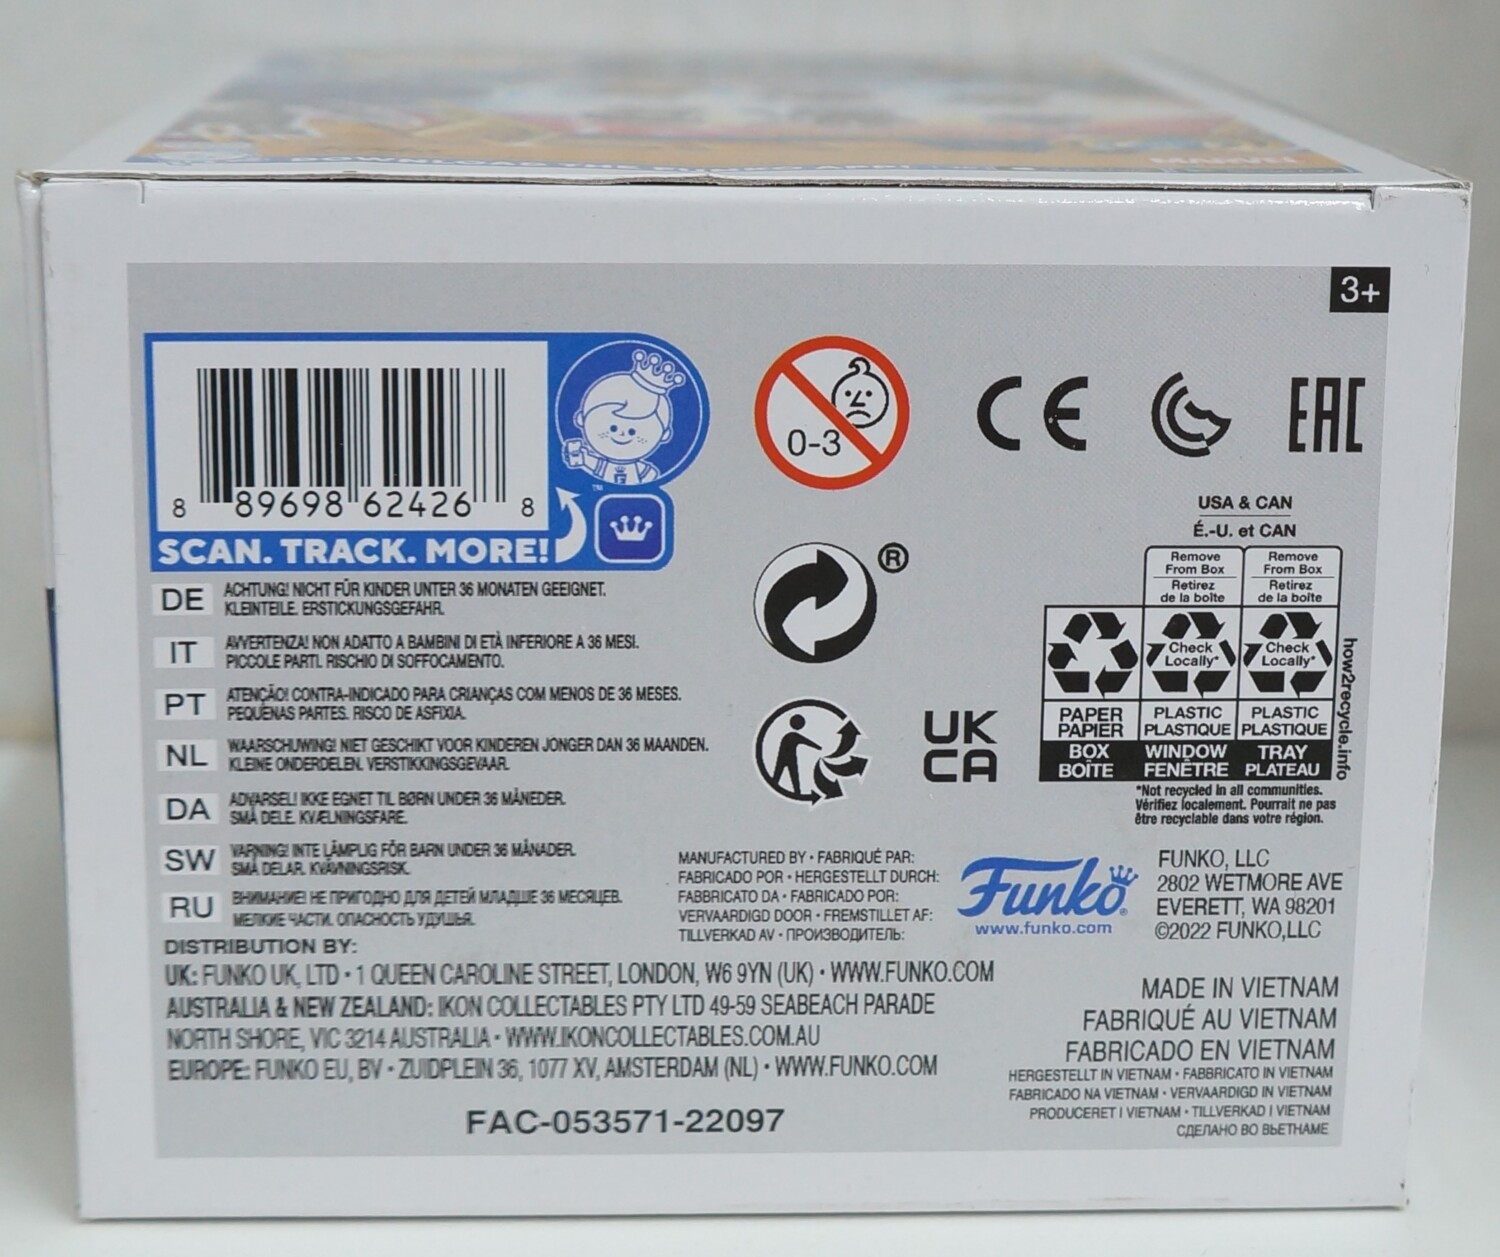 DOWNLOAD THE FUNKO APP!
MARVEL
3+
8 89698 62426 8
SCAN. TRACK. MORE!
™
0-3
CE
EAC
®
UK
CA
USA & CAN
É.-U. et CAN
Remove
From Box
Retirez
de la boîte
Remove
From Box
Retirez
de la boîte
Check
Locally*
Check
Locally*
PAPER
PAPIER
PLASTIC
PLASTIQUE
PLASTIC
PLASTIQUE
BOX
BOÎTE
WINDOW
FENÊTRE
TRAY
PLATEAU
how2recycle.info
*Not recycled in all communities.
Vérifiez localement. Pourrait ne pas
être recyclable dans votre région.
DE ACHTUNG! NICHT FÜR KINDER UNTER 36 MONATEN GEEIGNET.
KLEINTEILE. ERSTICKUNGSGEFAHR.
IT AVVERTENZA! NON ADATTO A BAMBINI DI ETÀ INFERIORE A 36 MESI.
PICCOLE PARTI. RISCHIO DI SOFFOCAMENTO.
PT ATENÇÃO! CONTRA-INDICADO PARA CRIANÇAS COM MENOS DE 36 MESES.
PEQUENAS PARTES. RISCO DE ASFIXIA.
NL WAARSCHUWING! NIET GESCHIKT VOOR KINDEREN JONGER DAN 36 MAANDEN.
KLEINE ONDERDELEN. VERSTIKKINGSGEVAAR.
DA ADVARSEL! IKKE EGNET TIL BØRN UNDER 36 MÅNEDER.
SMÅ DELE. KVÆLNINGSFARE.
SW VARNING! INTE LÄMPLIG FÖR BARN UNDER 36 MÅNADER.
SMÅ DELAR. KVÄVNINGSRISK.
RU ВНИМАНИЕ! НЕ ПРИГОДНО ДЛЯ ДЕТЕЙ МЛАДШЕ 36 МЕСЯЦЕВ.
МЕЛКИЕ ЧАСТИ. ОПАСНОСТЬ УДУШЬЯ.
MANUFACTURED BY • FABRIQUÉ PAR:
FABRICADO POR • HERGESTELLT DURCH:
FABBRICATO DA • FABRICADO POR:
VERVAARDIGD DOOR • FREMSTILLET AF:
TILLVERKAD AV • ПРОИЗВОДИТЕЛЬ:
Funko®
www.funko.com
FUNKO, LLC
2802 WETMORE AVE
EVERETT, WA 98201
©2022 FUNKO,LLC
DISTRIBUTION BY:
UK: FUNKO UK, LTD • 1 QUEEN CAROLINE STREET, LONDON, W6 9YN (UK) • WWW.FUNKO.COM
AUSTRALIA & NEW ZEALAND: IKON COLLECTABLES PTY LTD 49-59 SEABEACH PARADE
NORTH SHORE, VIC 3214 AUSTRALIA • WWW.IKONCOLLECTABLES.COM.AU
EUROPE: FUNKO EU, BV • ZUIDPLEIN 36, 1077 XV, AMSTERDAM (NL) • WWW.FUNKO.COM
MADE IN VIETNAM
FABRIQUÉ AU VIETNAM
FABRICADO EN VIETNAM
HERGESTELLT IN VIETNAM • FABBRICATO IN VIETNAM
FABRICADO NA VIETNAM • VERVAARDIGD IN VIETNAM
PRODUCERET I VIETNAM • TILLVERKAD I VIETNAM
СДЕЛАНО ВО ВЬЕТНАМЕ
FAC-053571-22097